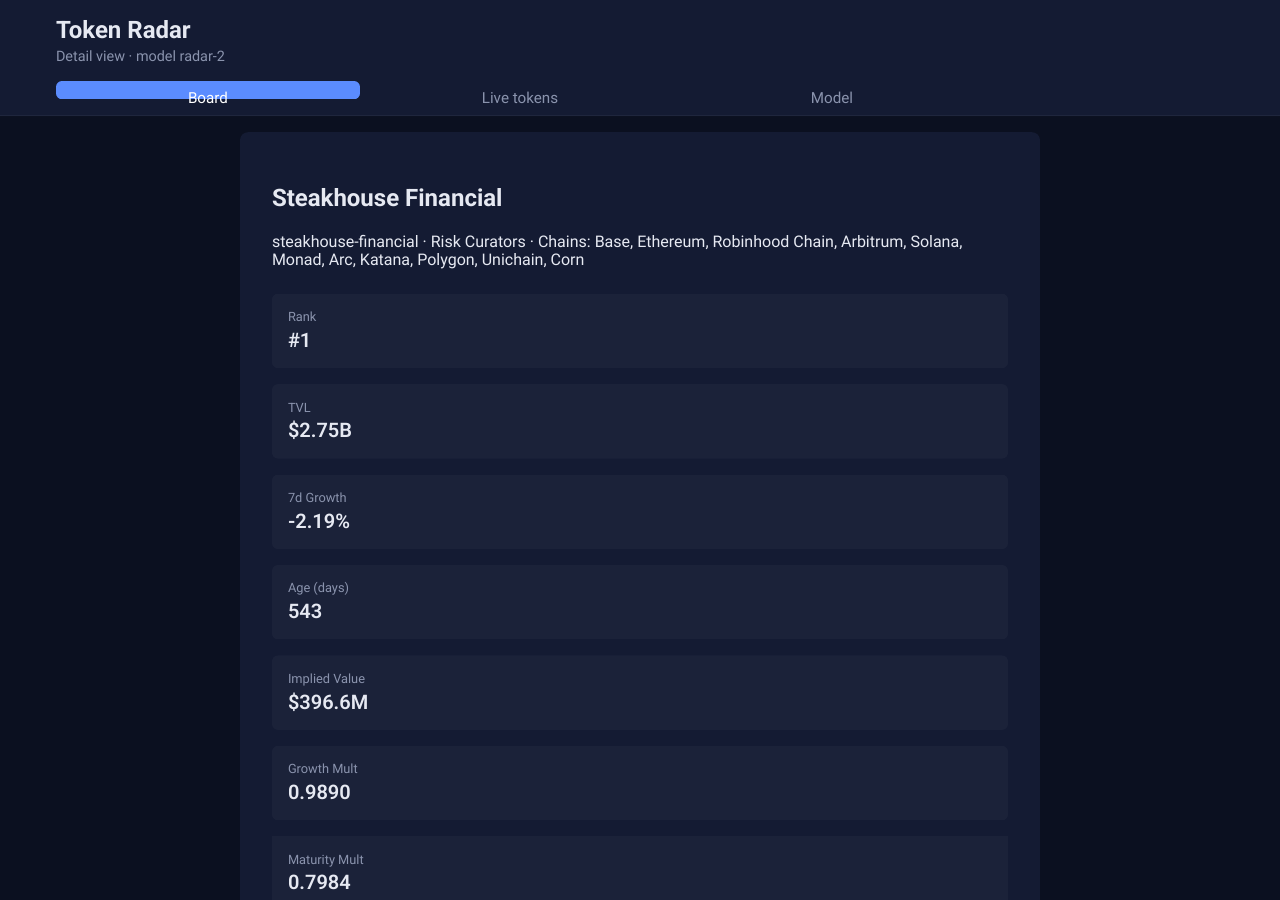 Token Radar
Detail view · model radar-2
Board
Live tokens
Model
Steakhouse Financial
steakhouse-financial · Risk Curators · Chains: Base, Ethereum, Robinhood Chain, Arbitrum, Solana,
Monad, Arc, Katana, Polygon, Unichain, Corn
Rank
#1
TVL
$2.75B
7d Growth
-2.19%
Age (days)
543
Implied Value
$396.6M
Growth Mult
0.9890
Maturity Mult
0.7984